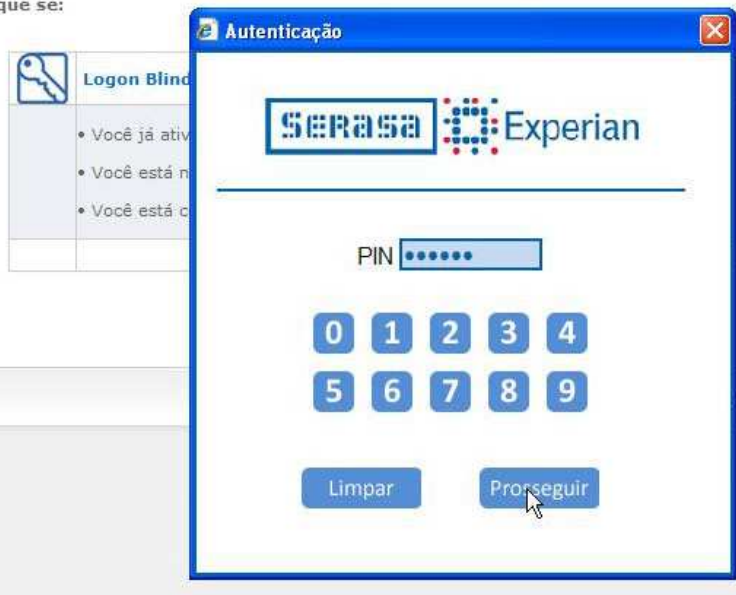 que se:
Autenticação
Logon Blind
• Você já ativ
• Você está n
• Você está c
SERASA Experian
PIN ••••••
0 1 2 3 4
5 6 7 8 9
Limpar Prosseguir